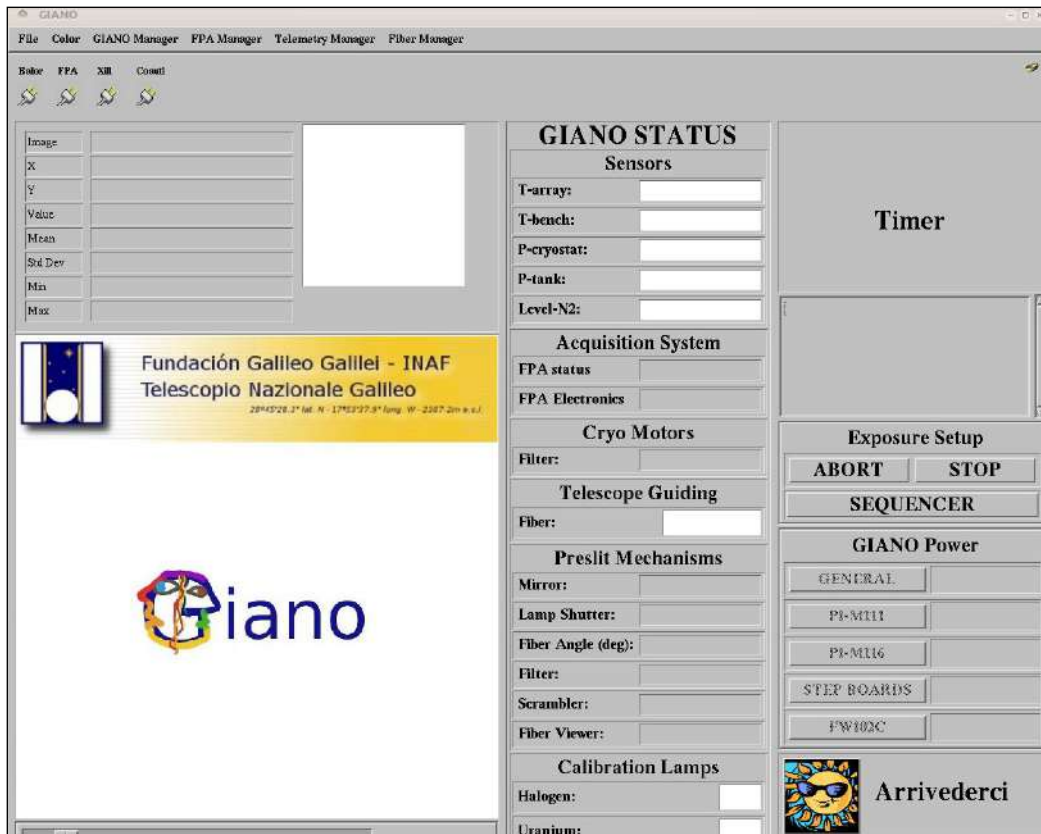 GIANO
File Color GIANO Manager FPA Manager Telemetry Manager Fiber Manager
FPA Xill
Image
X
Y
Value
Mean
Std Dev
Min
Max
Fundación Galileo Galilei - INAF
Telescopio Nazionale Galileo
Giano
GIANO STATUS
Sensors
T-array:
T-bench:
P-cryostat:
P-tank:
Level-N2:
Acquisition System
FPA status
FPA Electronics
Cryo Motors
Filter:
Telescope Guiding
Fiber:
Preslit Mechanisms
Mirror:
Lamp Shutter:
Fiber Angle (deg):
Filter:
Scrambler:
Fiber Viewer:
Calibration Lamps
Halogen:
Uranium:
Timer
Exposure Setup
ABORT STOP
SEQUENCER
GIANO Power
GENERAL
PI-M111
PI-M116
STEP BOARDS
FW102C
Arrivederci